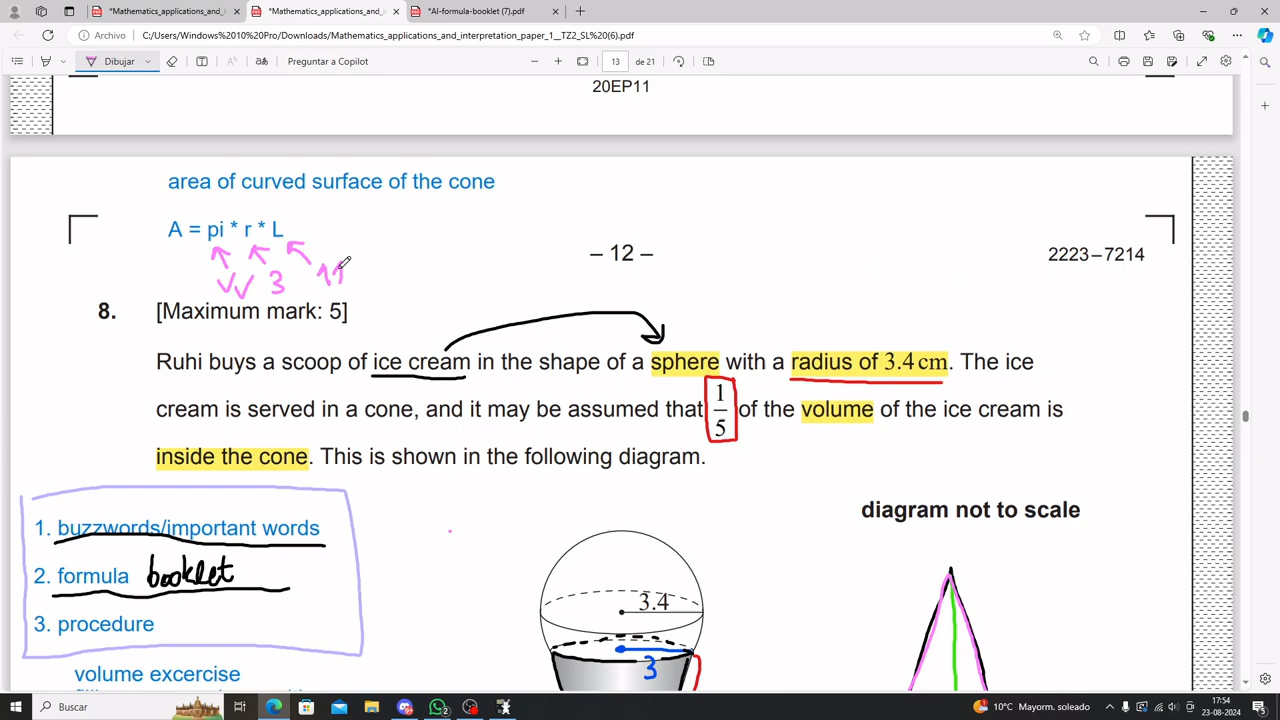 *Mathematics_applications_and_in
*Mathematics_applications_and_in
*AI-formula-booklet (7).pdf
Archivo
C:/Users/Windows%2010%20Pro/Downloads/Mathematics_applications_and_interpretation_paper_1__TZ2_SL%20(6).pdf
Dibujar
Preguntar a Copilot
13
de 21
20EP11
area of curved surface of the cone
A = pi * r * L
3
11
– 12 –
2223 – 7214
8.
[Maximum mark: 5]
Ruhi buys a scoop of ice cream in the shape of a sphere with a radius of 3.4 cm. The ice
cream is served in a cone, and it may be assumed that 1/5 of the volume of the ice cream is
inside the cone. This is shown in the following diagram.
diagram not to scale
1. buzzwords/important words
2. formula booklet
3. procedure
volume excercise
3.4
3
Buscar
10°C Mayorm. soleado
17:54
23-08-2024